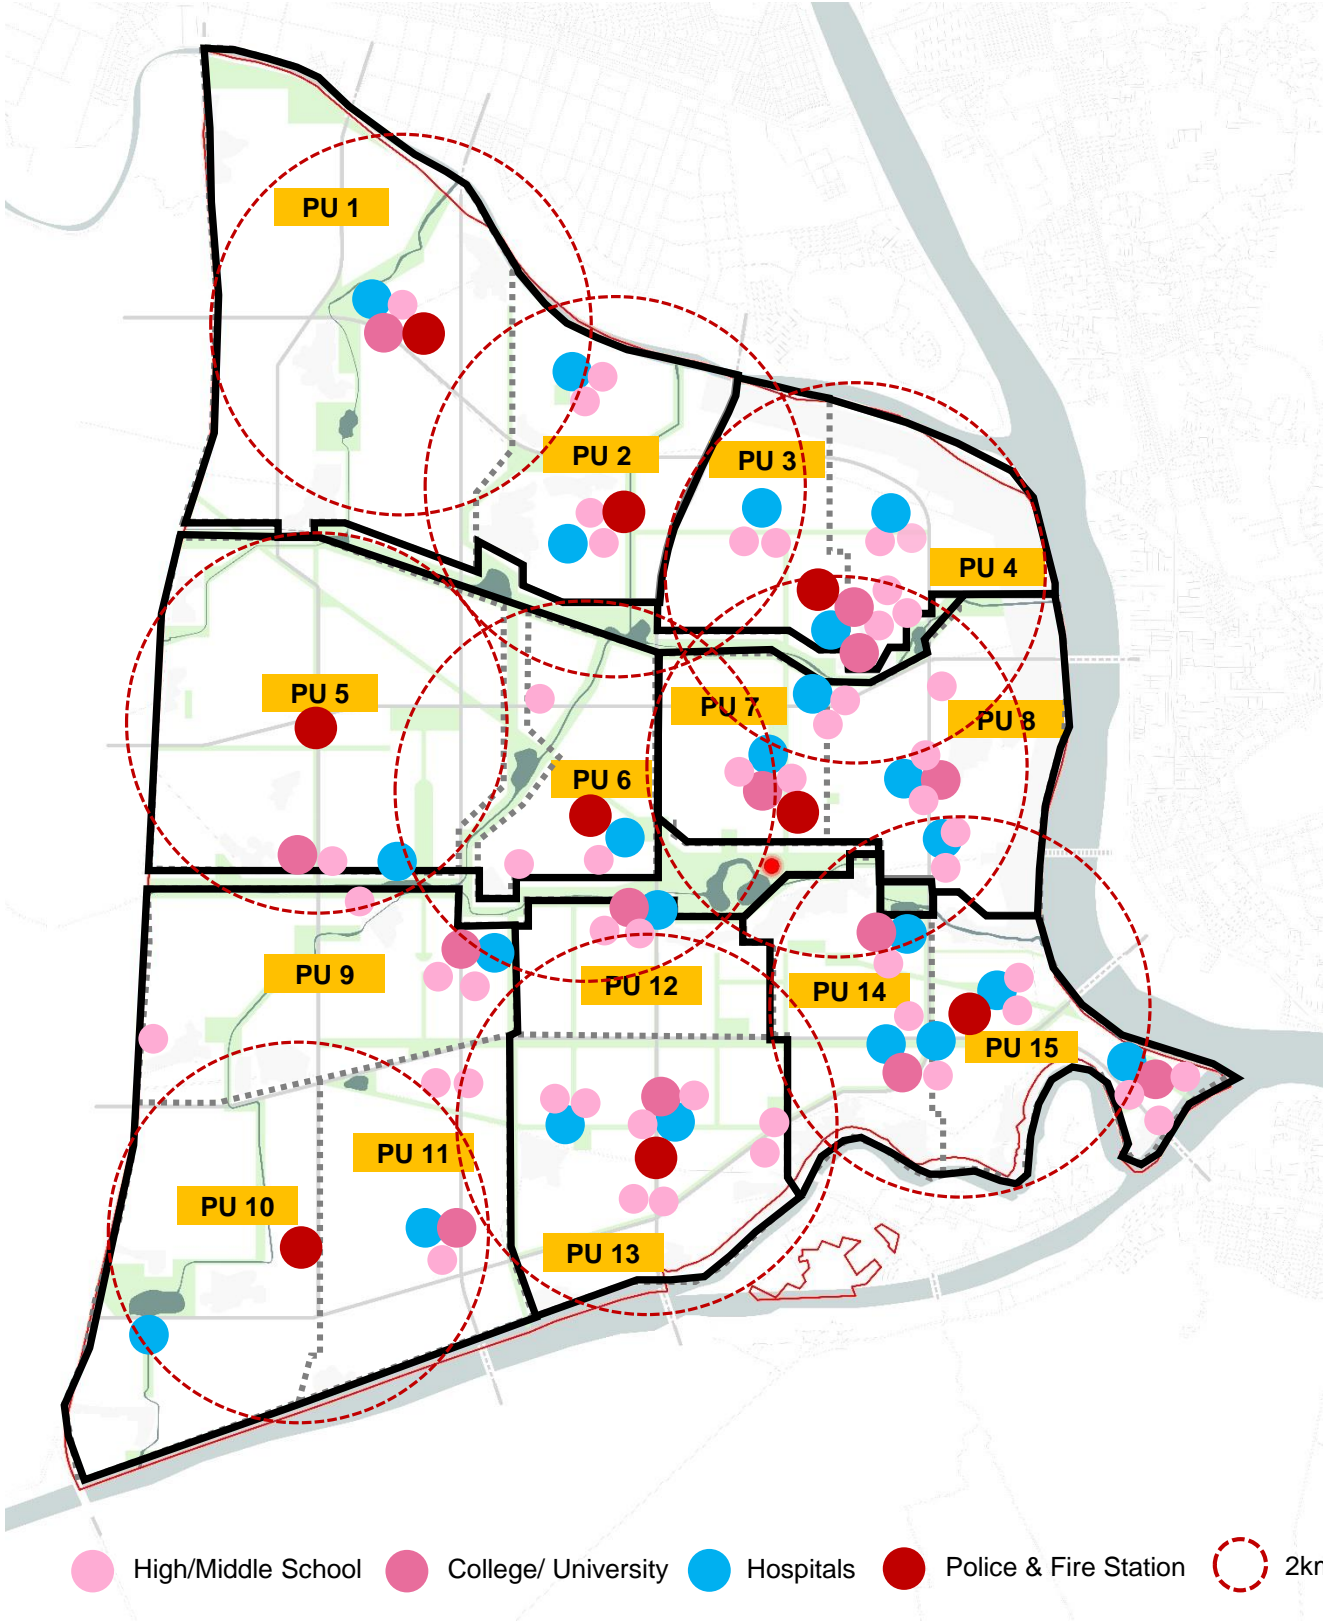 PU 1
PU 2
PU 3
PU 4
PU 5
PU 6
PU 7
PU 8
PU 9
PU 12
PU 14
PU 15
PU 11
PU 10
PU 13
High/Middle School
College/ University
Hospitals
Police & Fire Station
2km